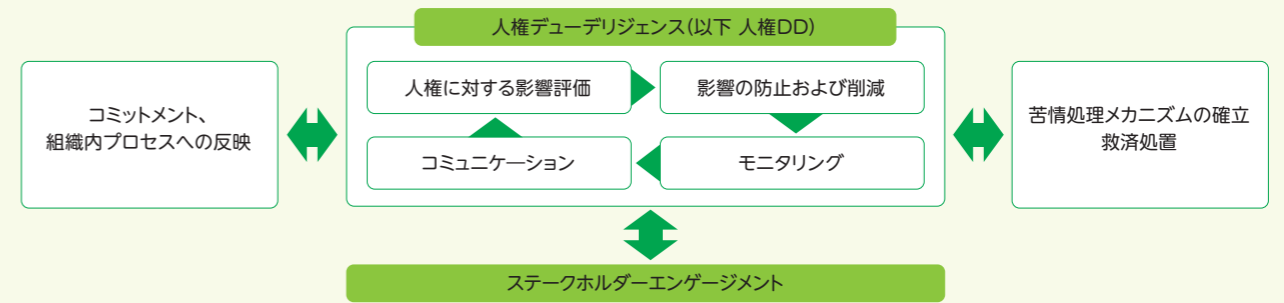 人権デューデリジェンス(以下 人権DD)
コミットメント、
組織内プロセスへの反映
人権に対する影響評価
影響の防止および削減
コミュニケーション
モニタリング
苦情処理メカニズムの確立
救済処置
ステークホルダーエンゲージメント